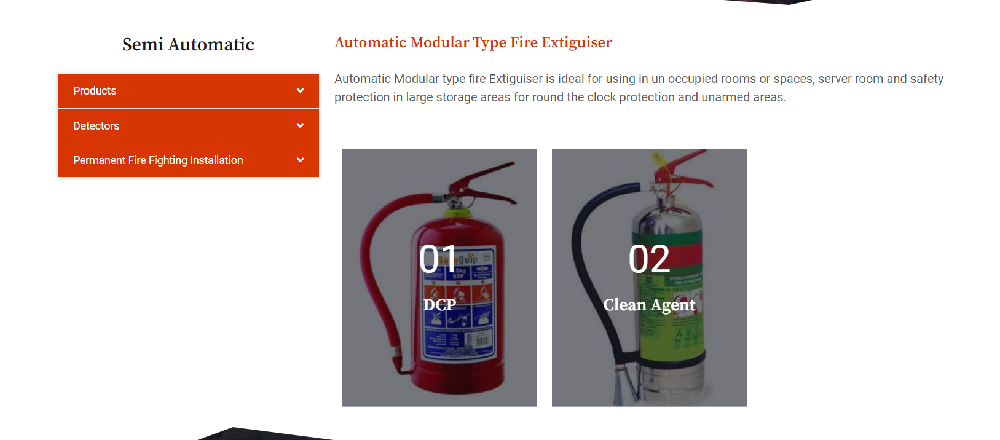 Semi Automatic
Products
Detectors
Permanent Fire Fighting Installation
Automatic Modular Type Fire Extiguiser
Automatic Modular type fire Extiguiser is ideal for using in un occupied rooms or spaces, server room and safety
protection in large storage areas for round the clock protection and unarmed areas.
01
SafeQuip
STP
DCP
02
Clean Agent